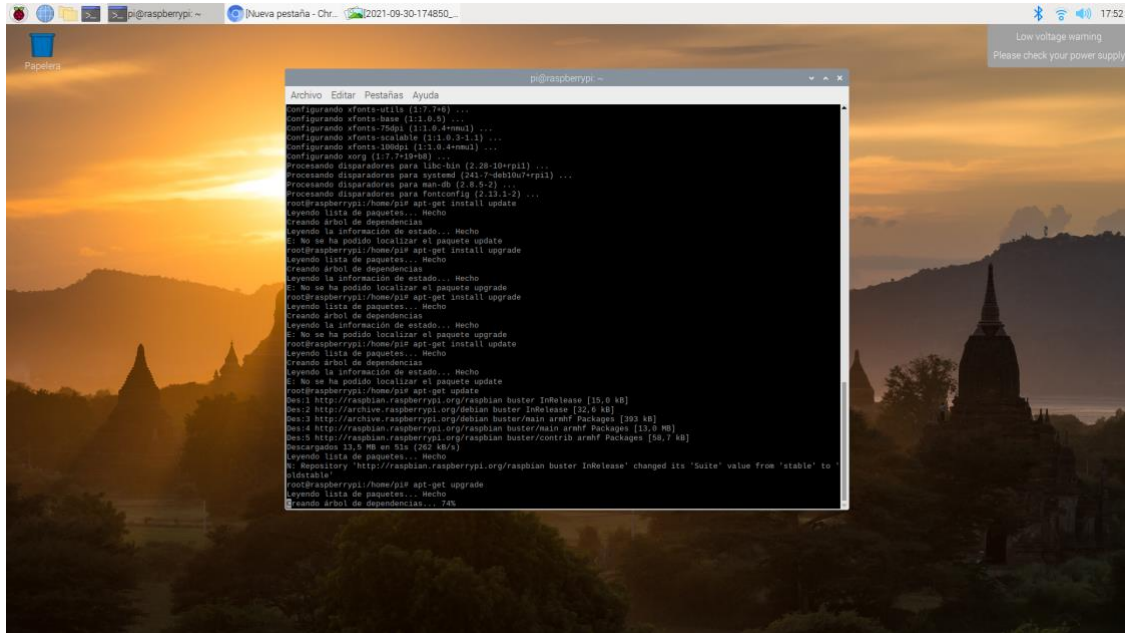 pi@raspberrypi: ~
[Nueva pestaña - Chr...
[2021-09-30-174850_...
17:52
Low voltage warning
Please check your power supply
Papelera
pi@raspberrypi: ~
Archivo Editar Pestañas Ayuda
Configurando xfonts-utils (1:7.7+6) ...
Configurando xfonts-base (1:1.0.5) ...
Configurando xfonts-75dpi (1:1.0.4+nmu1) ...
Configurando xfonts-scalable (1:1.0.3-1.1) ...
Configurando xfonts-100dpi (1:1.0.4+nmu1) ...
Configurando xorg (1:7.7+19+b8) ...
Procesando disparadores para libc-bin (2.28-10+rpi1) ...
Procesando disparadores para systemd (241-7~deb10u7+rpi1) ...
Procesando disparadores para man-db (2.8.5-2) ...
Procesando disparadores para fontconfig (2.13.1-2) ...
root@raspberrypi:/home/pi# apt-get install update
Leyendo lista de paquetes... Hecho
Creando árbol de dependencias
Leyendo la información de estado... Hecho
E: No se ha podido localizar el paquete update
root@raspberrypi:/home/pi# apt-get install upgrade
Leyendo lista de paquetes... Hecho
Creando árbol de dependencias
Leyendo la información de estado... Hecho
E: No se ha podido localizar el paquete upgrade
root@raspberrypi:/home/pi# apt-get install upgrade
Leyendo lista de paquetes... Hecho
Creando árbol de dependencias
Leyendo la información de estado... Hecho
E: No se ha podido localizar el paquete upgrade
root@raspberrypi:/home/pi# apt-get install update
Leyendo lista de paquetes... Hecho
Creando árbol de dependencias
Leyendo la información de estado... Hecho
E: No se ha podido localizar el paquete update
root@raspberrypi:/home/pi# apt-get update
Des:1 http://raspbian.raspberrypi.org/raspbian buster InRelease [15,0 kB]
Des:2 http://archive.raspberrypi.org/debian buster InRelease [32,6 kB]
Des:3 http://archive.raspberrypi.org/debian buster/main armhf Packages [393 kB]
Des:4 http://raspbian.raspberrypi.org/raspbian buster/main armhf Packages [13,0 MB]
Des:5 http://raspbian.raspberrypi.org/raspbian buster/contrib armhf Packages [58,7 kB]
Descargados 13,5 MB en 51s (262 kB/s)
Leyendo lista de paquetes... Hecho
N: Repository 'http://raspbian.raspberrypi.org/raspbian buster InRelease' changed its 'Suite' value from 'stable' to '
oldstable'
root@raspberrypi:/home/pi# apt-get upgrade
Leyendo lista de paquetes... Hecho
Creando árbol de dependencias... 74%